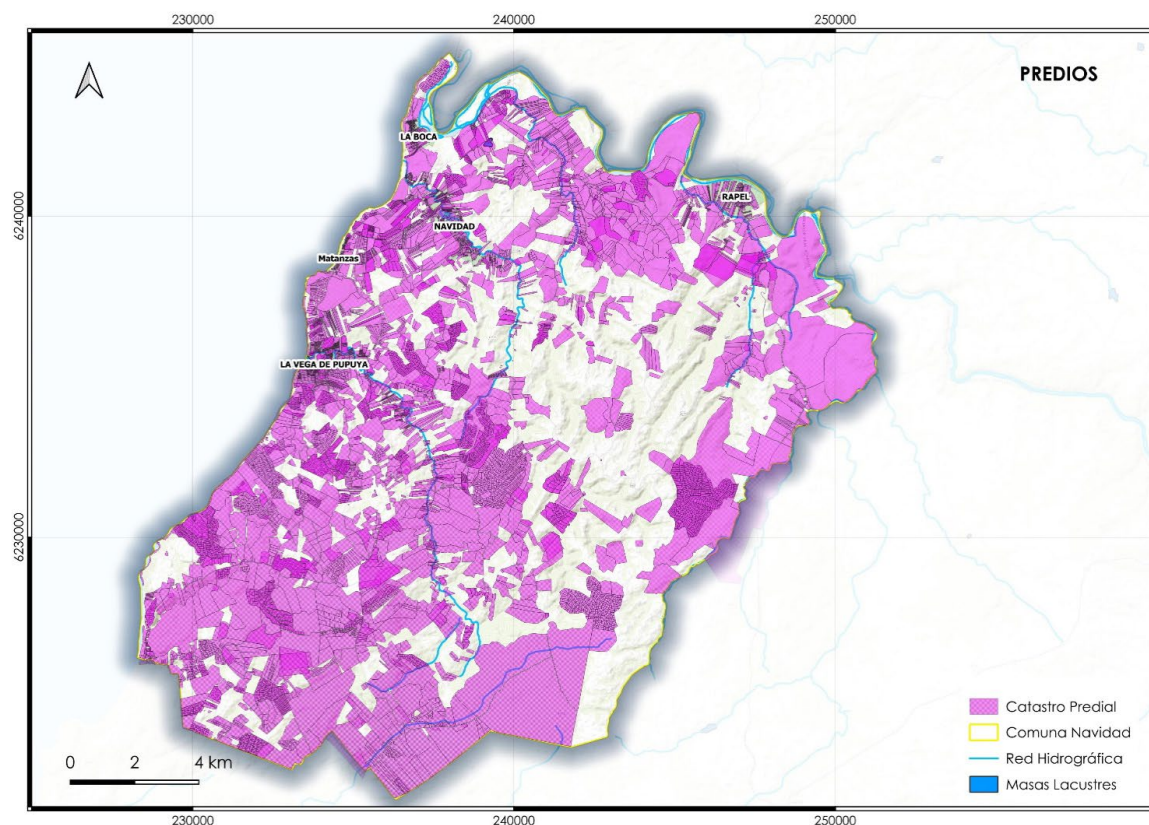 230000
240000
250000
PREDIOS
LA BOCA
RAPEL
NAVIDAD
Matanzas
LA VEGA DE PUPUYA
6240000
6230000
Catastro Predial
Comuna Navidad
Red Hidrográfica
Masas Lacustres
0 2 4 km
230000
240000
250000